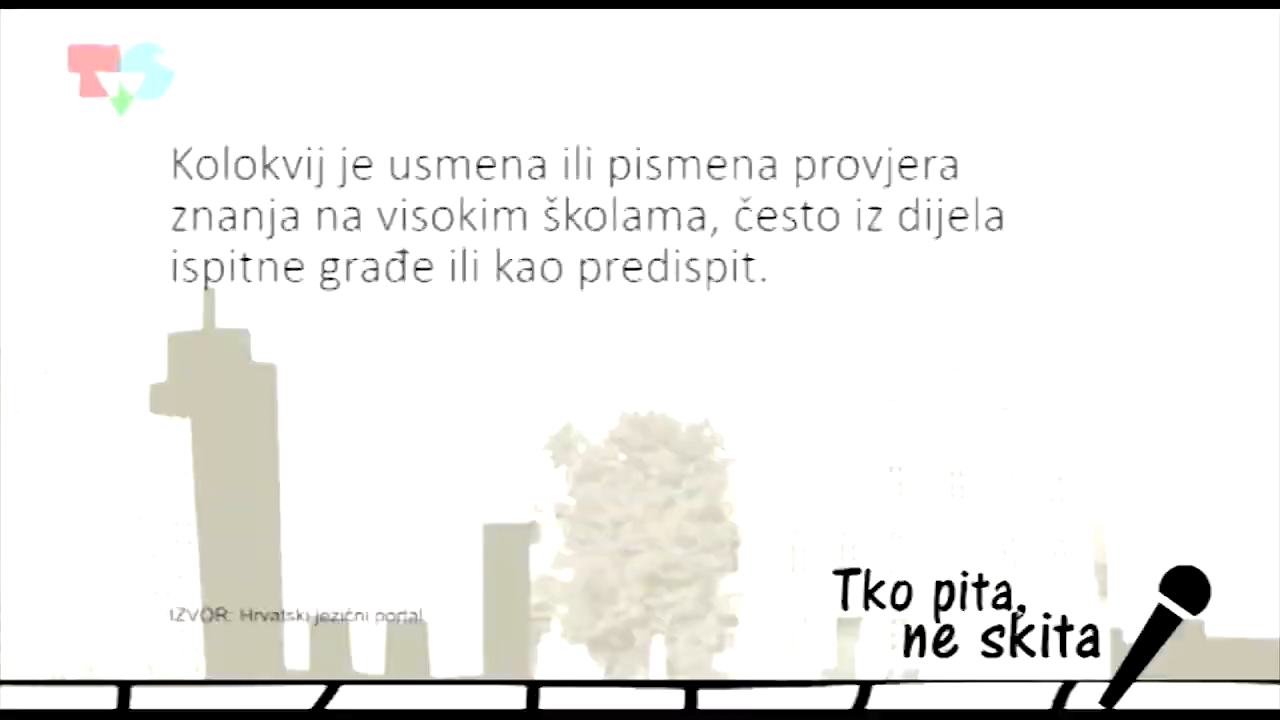 TVS
Kolokvij je usmena ili pismena provjera
znanja na visokim školama, često iz dijela
ispitne građe ili kao predispit.
IZVOR: Hrvatski jezični portal
Tko pita,
ne skita